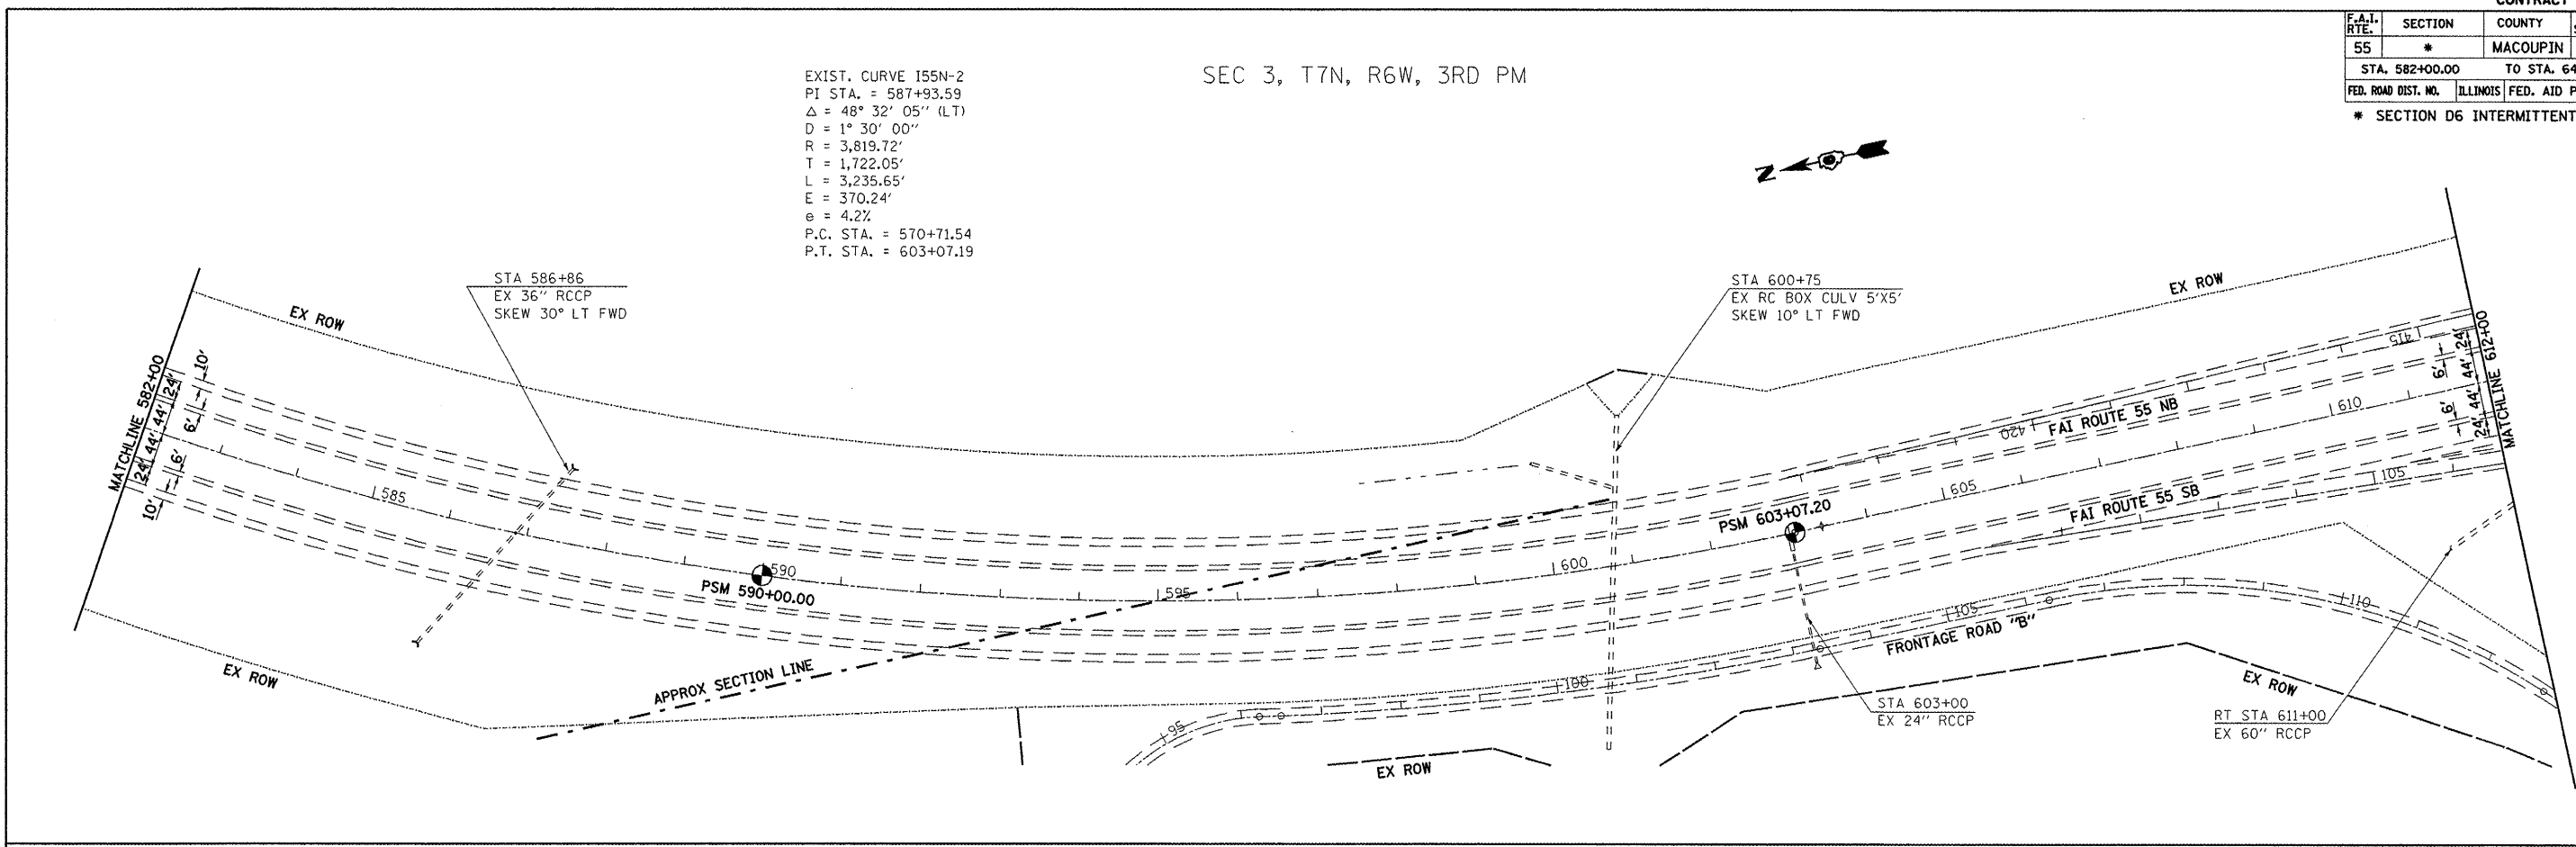 CONTRACT
F.A.I. RTE. SECTION COUNTY
55 * MACOUPIN
STA. 582+00.00 TO STA. 64
FED. ROAD DIST. NO. ILLINOIS FED. AID P
* SECTION D6 INTERMITTENT
SEC 3, T7N, R6W, 3RD PM
EXIST. CURVE I55N-2
PI STA. = 587+93.59
Δ = 48° 32' 05'' (LT)
D = 1° 30' 00''
R = 3,819.72'
T = 1,722.05'
L = 3,235.65'
E = 370.24'
e = 4.2%
P.C. STA. = 570+71.54
P.T. STA. = 603+07.19
N
STA 586+86
EX 36'' RCCP
SKEW 30° LT FWD
STA 600+75
EX RC BOX CULV 5'X5'
SKEW 10° LT FWD
EX ROW
EX ROW
MATCHLINE 582+00
10'
24'
44'
6'
44'
24'
6'
10'
585
PSM 590+00.00
590
595
600
PSM 603+07.20
605
610
415
420
FAI ROUTE 55 NB
FAI ROUTE 55 SB
24'
44'
6'
44'
6'
24'
MATCHLINE 612+00
105
EX ROW
APPROX SECTION LINE
95
100
105
110
FRONTAGE ROAD "B"
EX ROW
EX ROW
STA 603+00
EX 24'' RCCP
RT STA 611+00
EX 60'' RCCP